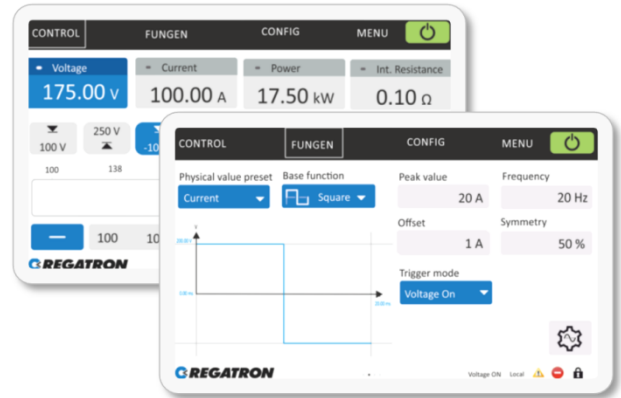 CONTROL FUNGEN CONFIG MENU
Voltage Current Power Int. Resistance
175.00 V 100.00 A 17.50 kW 0.10 Ω
100 V 250 V -10
100 138
100 10
REGATRON
CONTROL FUNGEN CONFIG MENU
Physical value preset Base function Peak value Frequency
Current Square 20 A 20 Hz
Offset Symmetry
1 A 50 %
Trigger mode
Voltage On
REGATRON
Voltage ON Local